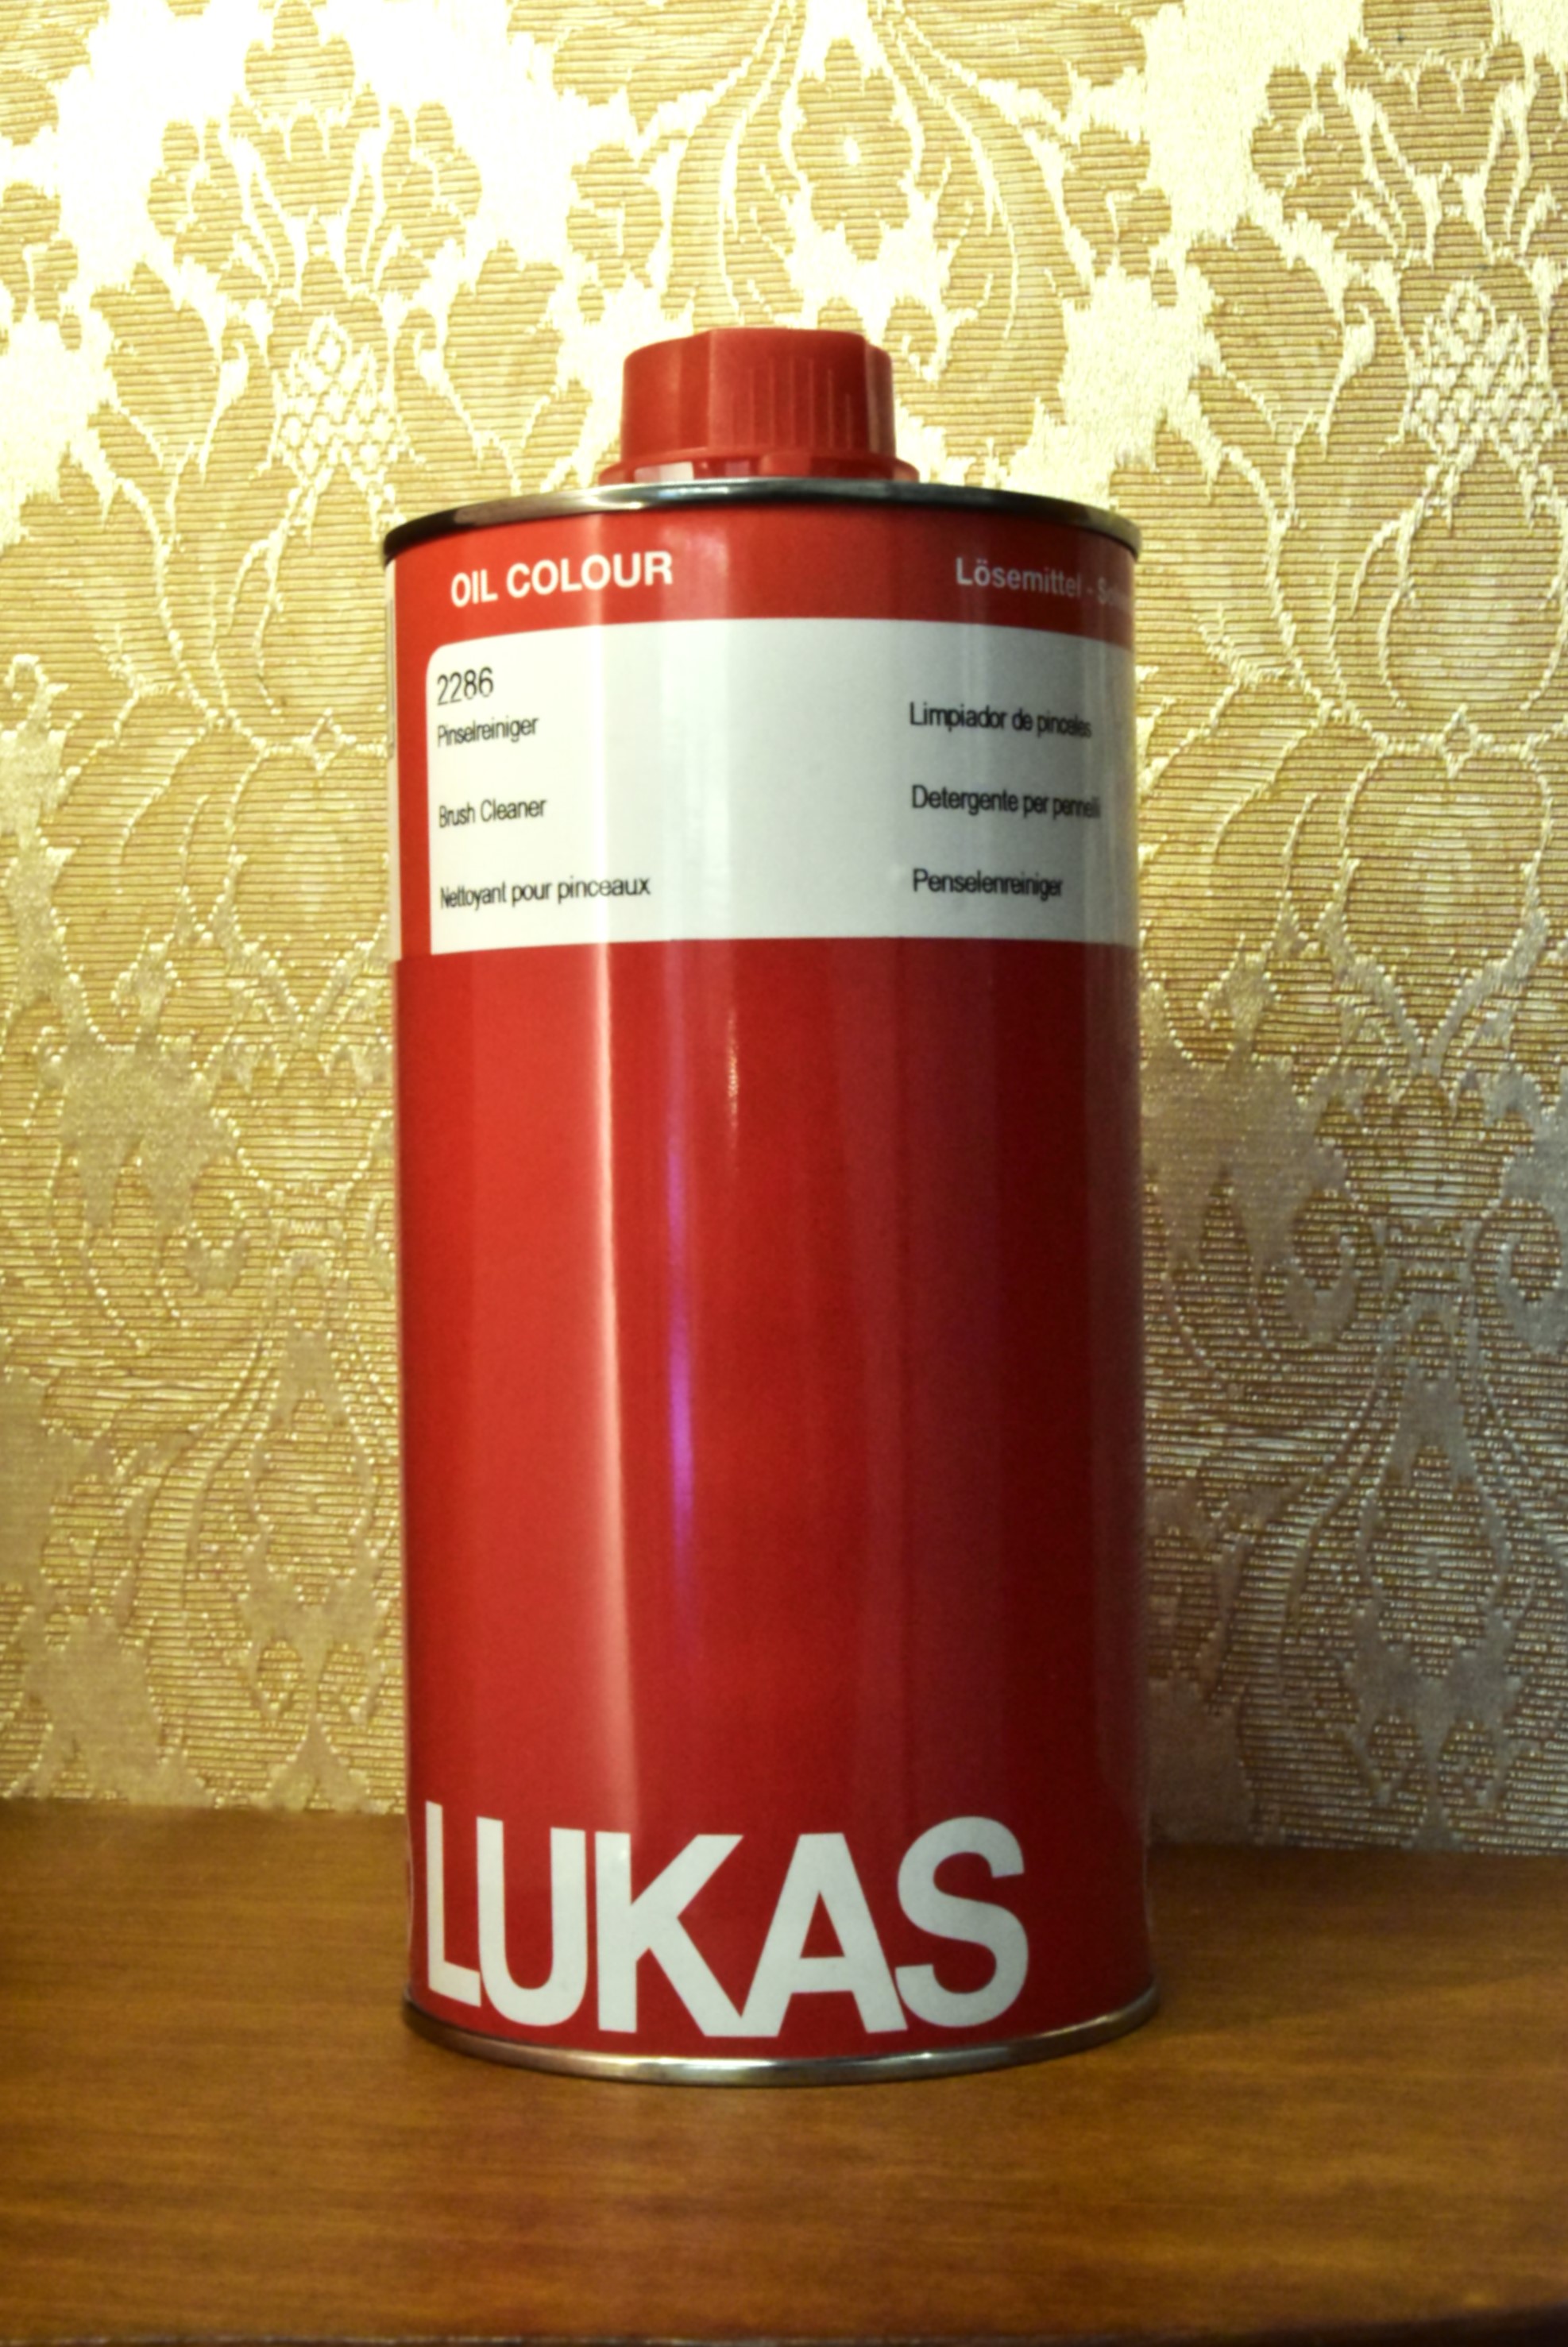 OIL COLOUR
Lösemittel -
2286
Pinselreiniger
Brush Cleaner
Nettoyant pour pinceaux
Limpiador de pinceles
Detergente per pennelli
Penselenreiniger
LUKAS